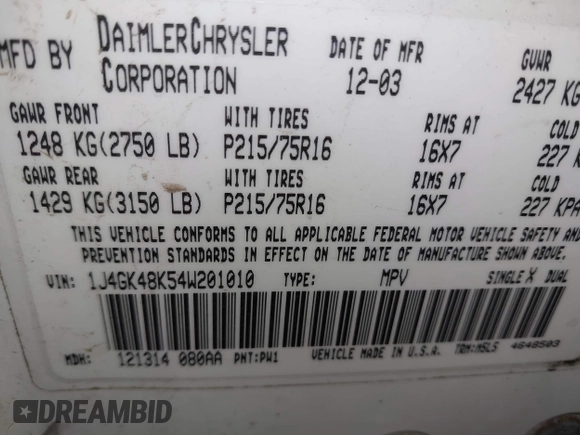 MFD BY DAIMLERCHRYSLER CORPORATION
DATE OF MFR 12-03
GVWR 2427 KG
GAWR FRONT WITH TIRES RIMS AT COLD
1248 KG(2750 LB) P215/75R16 16X7 227 K
GAWR REAR WITH TIRES RIMS AT COLD
1429 KG(3150 LB) P215/75R16 16X7 227 KPA
THIS VEHICLE CONFORMS TO ALL APPLICABLE FEDERAL MOTOR VEHICLE SAFETY AND
PREVENTION STANDARDS IN EFFECT ON THE DATE OF MANUFACTURE SHOWN ABOVE.
VIN: 1J4GK48K54W201010 TYPE: MPV SINGLE X DUAL
MDH: 121314 080AA PNT:PW1 VEHICLE MADE IN U.S.A. TRM:MSLS 4648503
DREAMBID